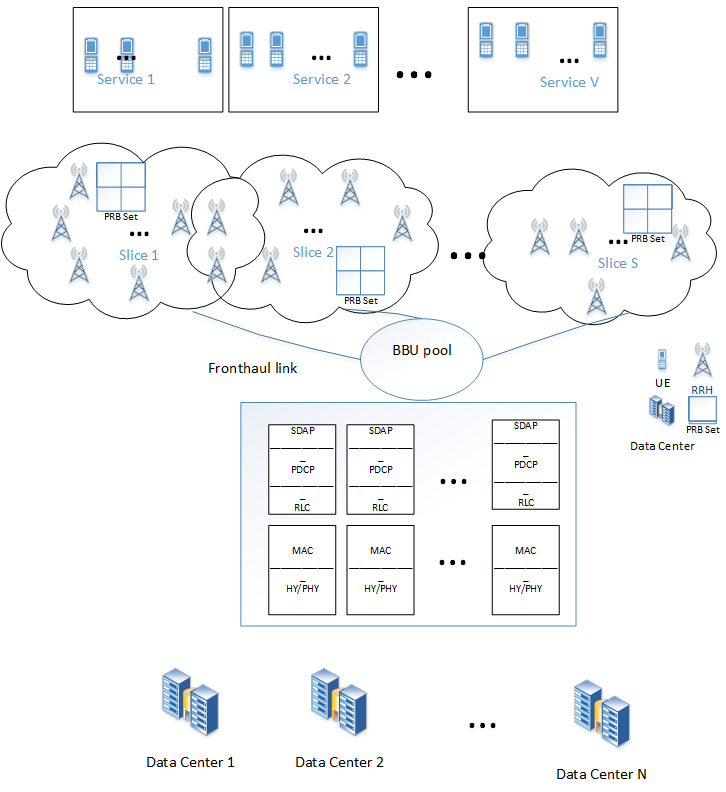 Service 1
Service 2
Service V
...
PRB Set
Slice 1
Slice 2
PRB Set
PRB Set
Slice S
Fronthaul link
BBU pool
UE
RRH
PRB Set
Data Center
SDAP
PDCP
RLC
SDAP
PDCP
RLC
SDAP
PDCP
RLC
MAC
HY/PHY
MAC
HY/PHY
MAC
HY/PHY
Data Center 1
Data Center 2
Data Center N